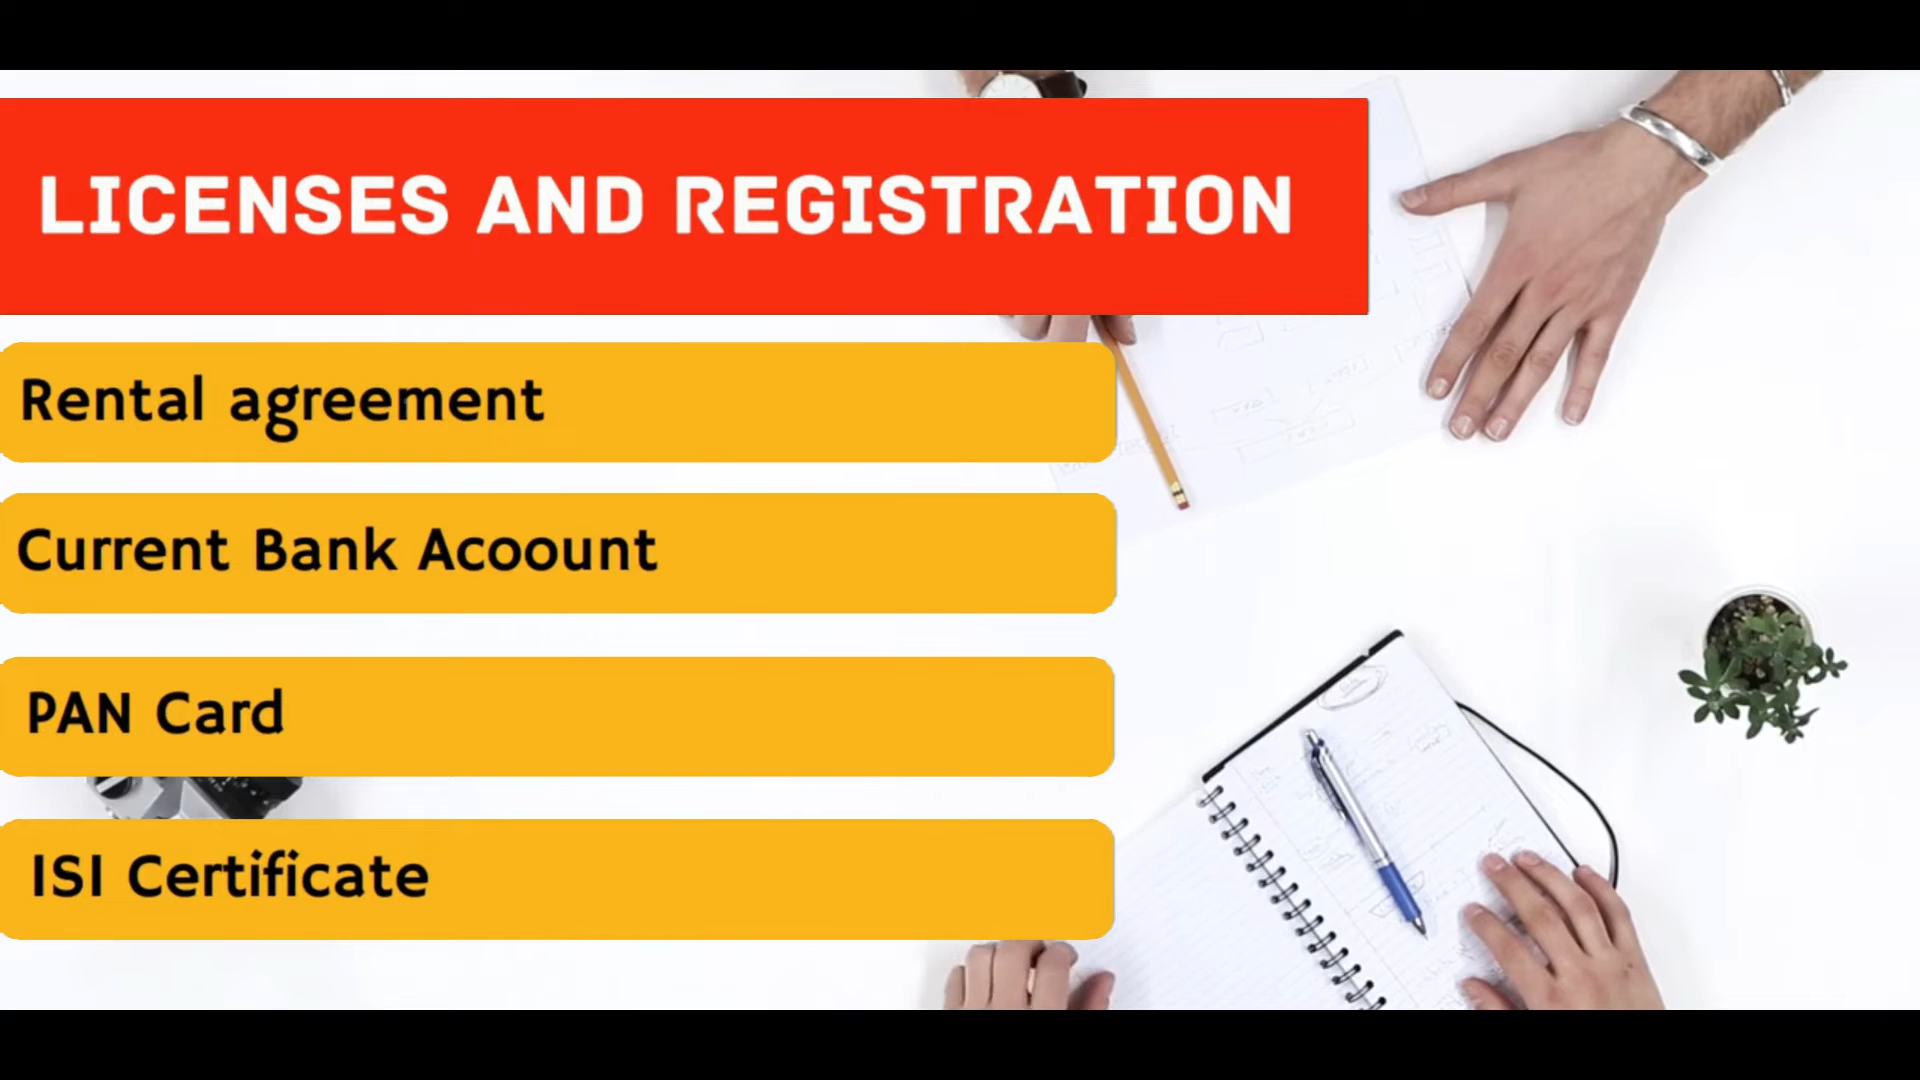 LICENSES AND REGISTRATION
Rental agreement
Current Bank Acoount
PAN Card
ISI Certificate